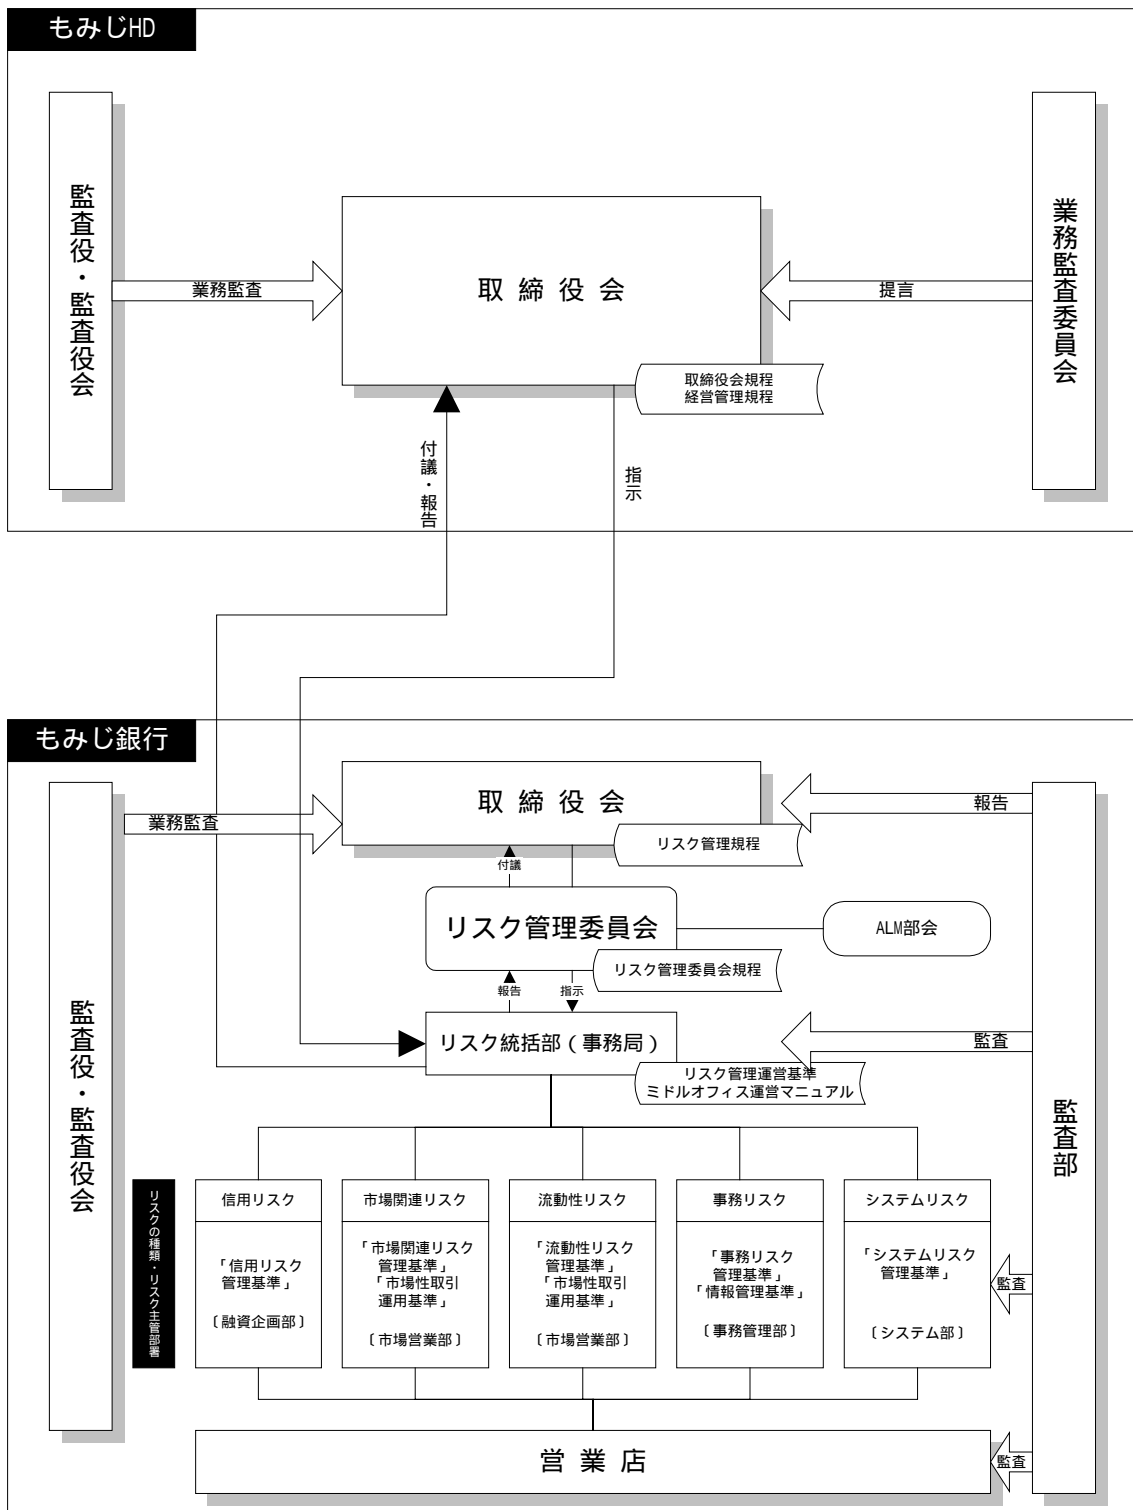 もみじHD
監査役・監査役会
業務監査
取締役会
提言
業務監査委員会
取締役会規程
経営管理規程
付議・報告
指示
もみじ銀行
監査役・監査役会
業務監査
取締役会
報告
リスク管理規程
付議
リスク管理委員会
ALM部会
リスク管理委員会規程
報告
指示
リスク統括部(事務局)
監査
リスク管理運営基準
ミドルオフィス運営マニュアル
監査部
リスクの種類・リスク主管部署
信用リスク
「信用リスク
管理基準」
〔融資企画部〕
市場関連リスク
「市場関連リスク
管理基準」
「市場性取引
運用基準」
〔市場営業部〕
流動性リスク
「流動性リスク
管理基準」
「市場性取引
運用基準」
〔市場営業部〕
事務リスク
「事務リスク
管理基準」
「情報管理基準」
〔事務管理部〕
システムリスク
「システムリスク
管理基準」
〔システム部〕
監査
営業店
監査